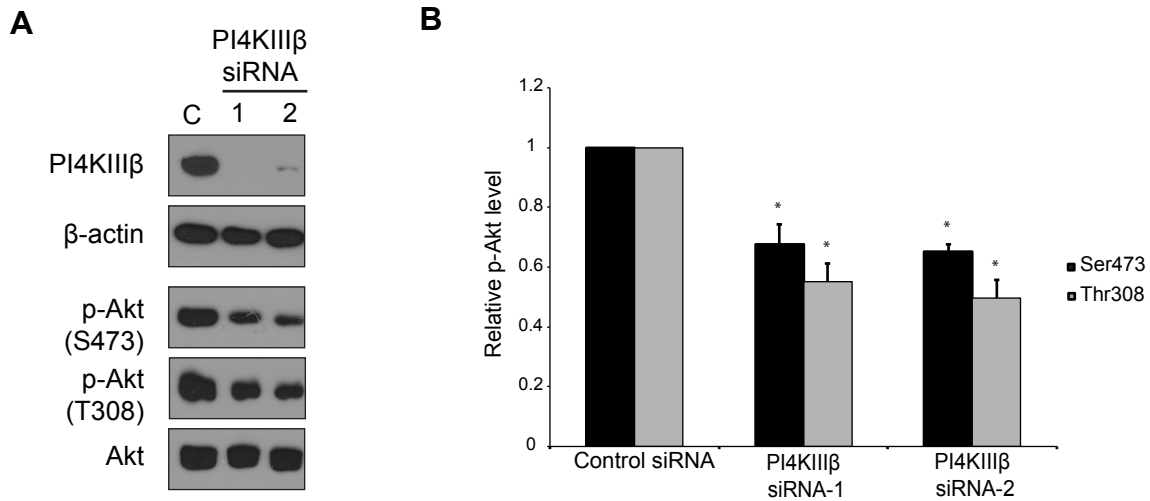 A
PI4KIIIβ
siRNA
C 1 2
PI4KIIIβ
β-actin
p-Akt
(S473)
p-Akt
(T308)
Akt
B
Relative p-Akt level
1.2
1
0.8
0.6
0.4
0.2
0
* * * *
Control siRNA
PI4KIIIβ
siRNA-1
PI4KIIIβ
siRNA-2
Ser473
Thr308